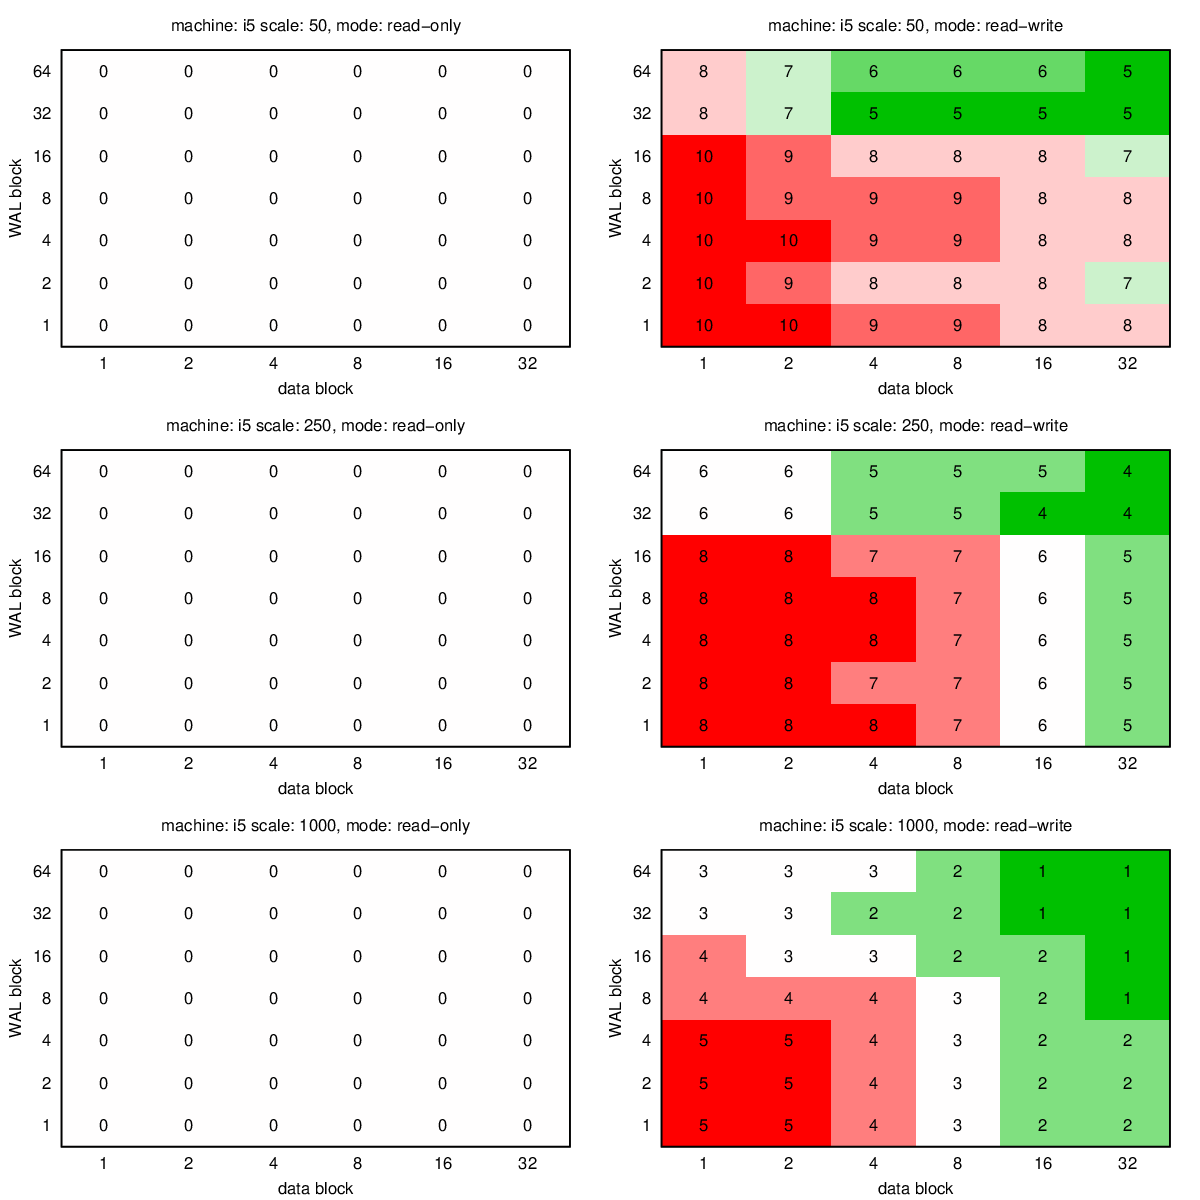 machine: i5 scale: 50, mode: read−only
WAL block
64 0 0 0 0 0 0
32 0 0 0 0 0 0
16 0 0 0 0 0 0
8 0 0 0 0 0 0
4 0 0 0 0 0 0
2 0 0 0 0 0 0
1 0 0 0 0 0 0
1 2 4 8 16 32
data block
machine: i5 scale: 50, mode: read−write
WAL block
64 8 7 6 6 6 5
32 8 7 5 5 5 5
16 10 9 8 8 8 7
8 10 9 9 9 8 8
4 10 10 9 9 8 8
2 10 9 8 8 8 7
1 10 10 9 9 8 8
1 2 4 8 16 32
data block
machine: i5 scale: 250, mode: read−only
WAL block
64 0 0 0 0 0 0
32 0 0 0 0 0 0
16 0 0 0 0 0 0
8 0 0 0 0 0 0
4 0 0 0 0 0 0
2 0 0 0 0 0 0
1 0 0 0 0 0 0
1 2 4 8 16 32
data block
machine: i5 scale: 250, mode: read−write
WAL block
64 6 6 5 5 5 4
32 6 6 5 5 4 4
16 8 8 7 7 6 5
8 8 8 8 7 6 5
4 8 8 8 7 6 5
2 8 8 7 7 6 5
1 8 8 8 7 6 5
1 2 4 8 16 32
data block
machine: i5 scale: 1000, mode: read−only
WAL block
64 0 0 0 0 0 0
32 0 0 0 0 0 0
16 0 0 0 0 0 0
8 0 0 0 0 0 0
4 0 0 0 0 0 0
2 0 0 0 0 0 0
1 0 0 0 0 0 0
1 2 4 8 16 32
data block
machine: i5 scale: 1000, mode: read−write
WAL block
64 3 3 3 2 1 1
32 3 3 2 2 1 1
16 4 3 3 2 2 1
8 4 4 4 3 2 1
4 5 5 4 3 2 2
2 5 5 4 3 2 2
1 5 5 4 3 2 2
1 2 4 8 16 32
data block